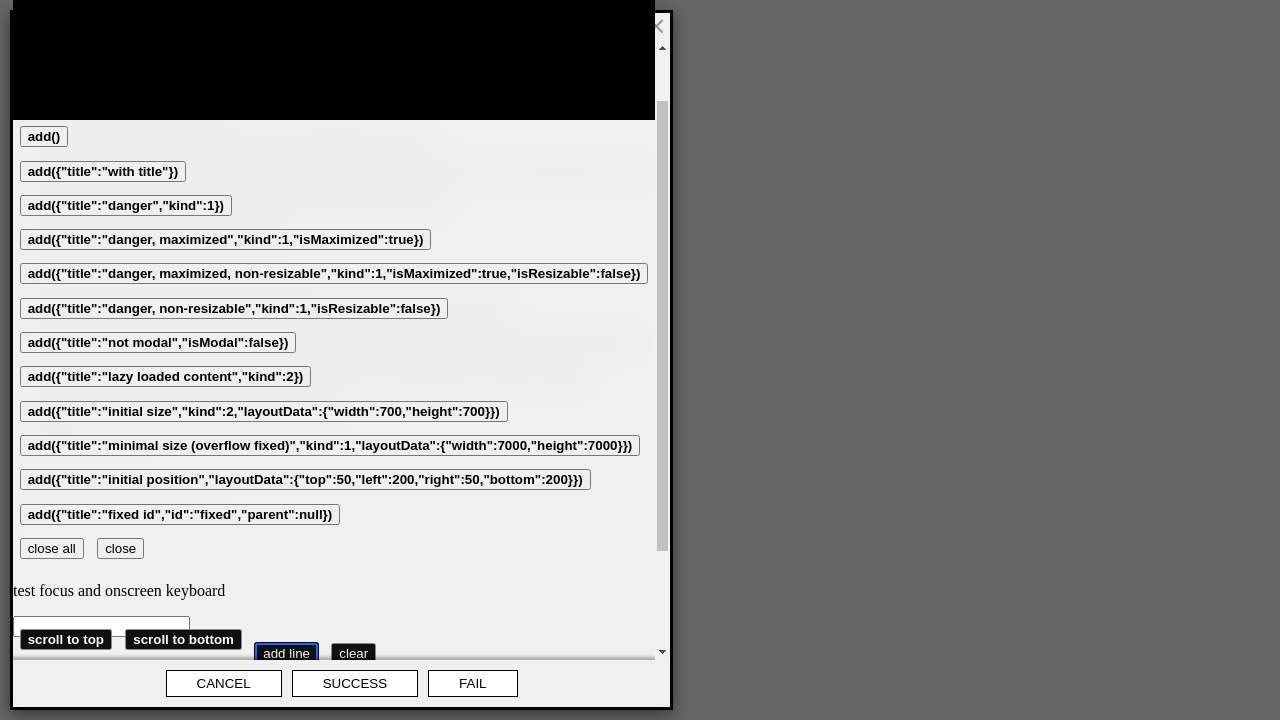 add()
add({"title":"with title"})
add({"title":"danger","kind":1})
add({"title":"danger, maximized","kind":1,"isMaximized":true})
add({"title":"danger, maximized, non-resizable","kind":1,"isMaximized":true,"isResizable":false})
add({"title":"danger, non-resizable","kind":1,"isResizable":false})
add({"title":"not modal","isModal":false})
add({"title":"lazy loaded content","kind":2})
add({"title":"initial size","kind":2,"layoutData":{"width":700,"height":700}})
add({"title":"minimal size (overflow fixed)","kind":1,"layoutData":{"width":7000,"height":7000}})
add({"title":"initial position","layoutData":{"top":50,"left":200,"right":50,"bottom":200}})
add({"title":"fixed id","id":"fixed","parent":null})
close all close
test focus and onscreen keyboard
scroll to top scroll to bottom add line clear
CANCEL SUCCESS FAIL